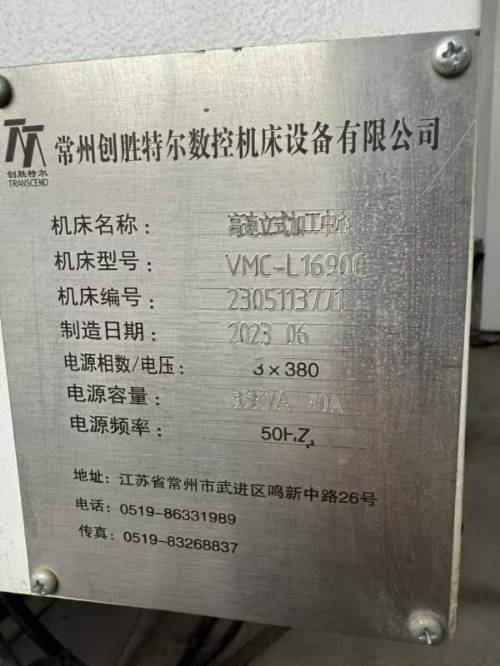 创胜特尔
TRANSCEND
常州创胜特尔数控机床设备有限公司
机床名称： 高速立式加工中心
机床型号： VMC-L1690
机床编号： 2305113771
制造日期： 2023 06
电源相数/电压： 3×380
电源容量： 35KVA
电源频率： 50HZ
地址：江苏省常州市武进区鸣新中路26号
电话：0519-86331989
传真：0519-83268837